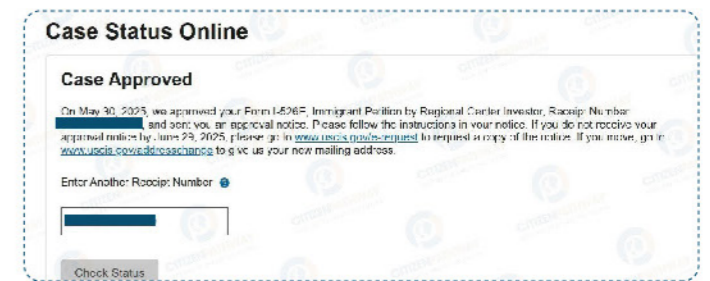 Case Status Online
Case Approved
On May 30, 2025, we approved your Form I-526E, Immigrant Petition by Regional Center Investor, Receipt Number
, and sent you an approval notice. Please follow the instructions in your notice. If you do not receive your
approval notice by June 29, 2025, please go to www.uscis.gov/e-request to request a copy of the notice. If you move, go to
www.uscis.gov/addresschange to give us your new mailing address.
Enter Another Receipt Number
Check Status